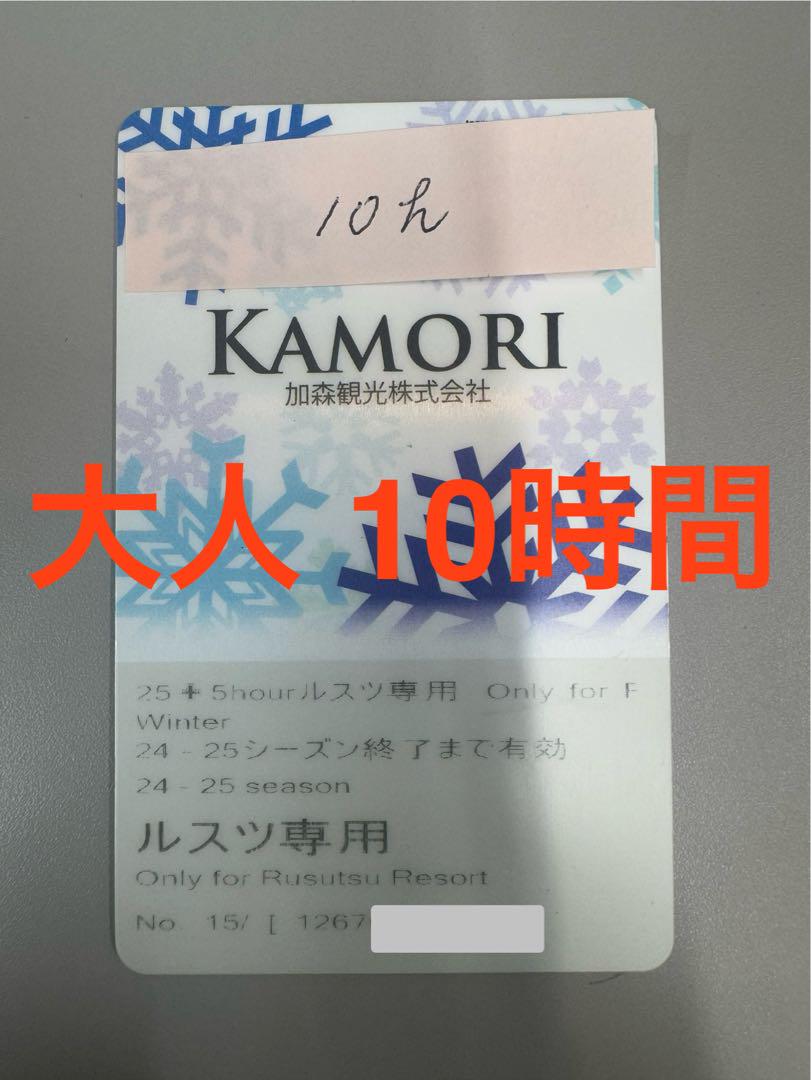 10h
KAMORI
加森観光株式会社
大人 10時間
25+5hourルスツ専用 Only for
Winter
24-25シーズン終了まで有効
24-25 season
ルスツ専用
Only for Rusutsu Resort
No. 15/ [ 1267